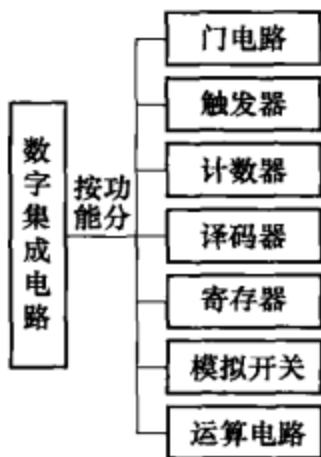 数字集成电路
按功
能分
门电路
触发器
计数器
译码器
寄存器
模拟开关
运算电路